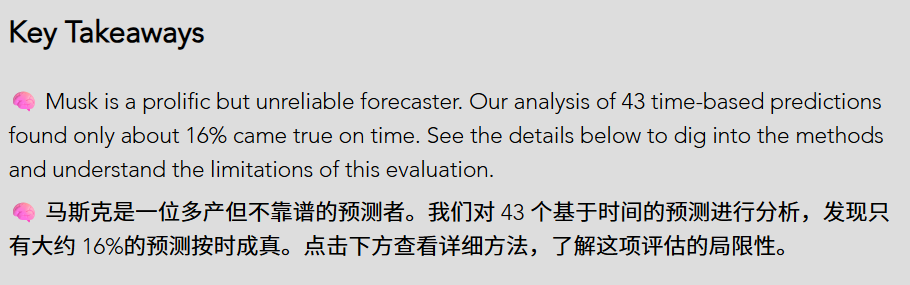 Key Takeaways
🧠 Musk is a prolific but unreliable forecaster. Our analysis of 43 time-based predictions
found only about 16% came true on time. See the details below to dig into the methods
and understand the limitations of this evaluation.
🧠 马斯克是一位多产但不靠谱的预测者。我们对 43 个基于时间的预测进行分析，发现只
有大约 16%的预测按时成真。点击下方查看详细方法，了解这项评估的局限性。